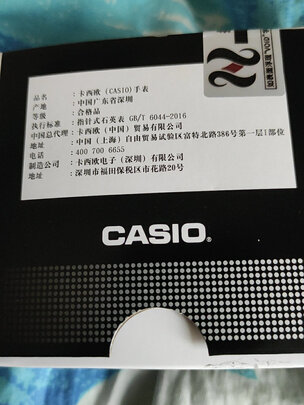 品名：卡西欧(CASIO)手表
产地：中国广东省深圳
等级：合格品
执行标准：指针式石英表 GB/T 6044-2016
中国总代理：卡西欧（中国）贸易有限公司
地址：中国（上海）自由贸易试验区富特北路386号第一层1部位
电话：400 700 6655
制造公司：卡西欧电子（深圳）有限公司
地址：深圳市福田保税区市花路20号
CASIO®